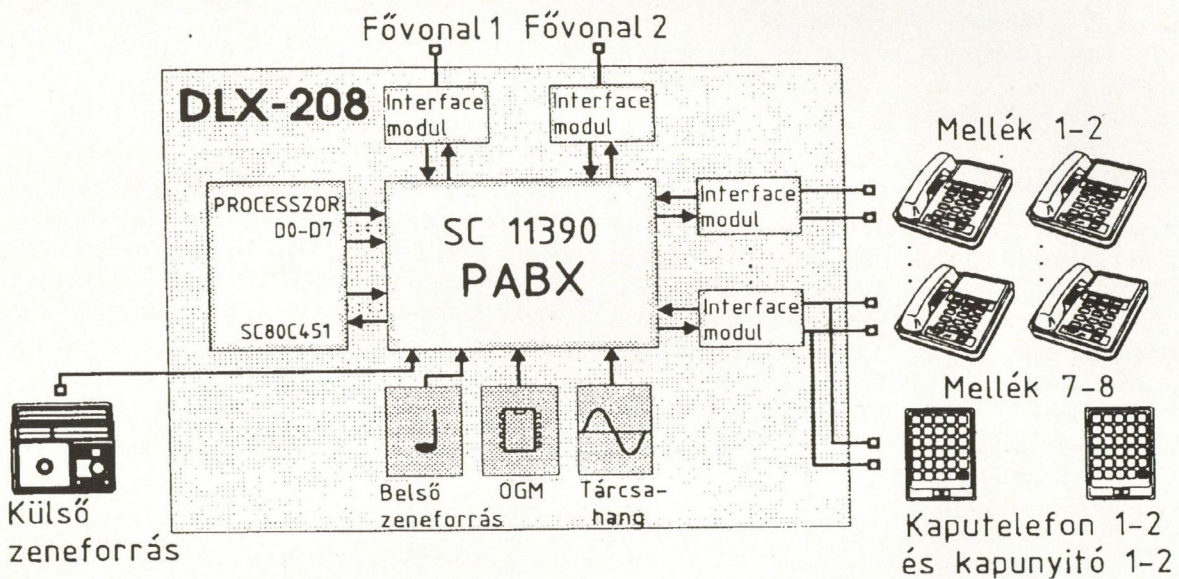 Fővonal 1 Fővonal 2
DLX-208
Interface
modul
Interface
modul
Mellék 1-2
PROCESSZOR
D0-D7
SC80C451
SC 11390
PABX
Interface
modul
Interface
modul
Mellék 7-8
Belső
zeneforrás
OGM
Tárcsa-
hang
Külső
zeneforrás
Kaputelefon 1-2
és kapunyitó 1-2